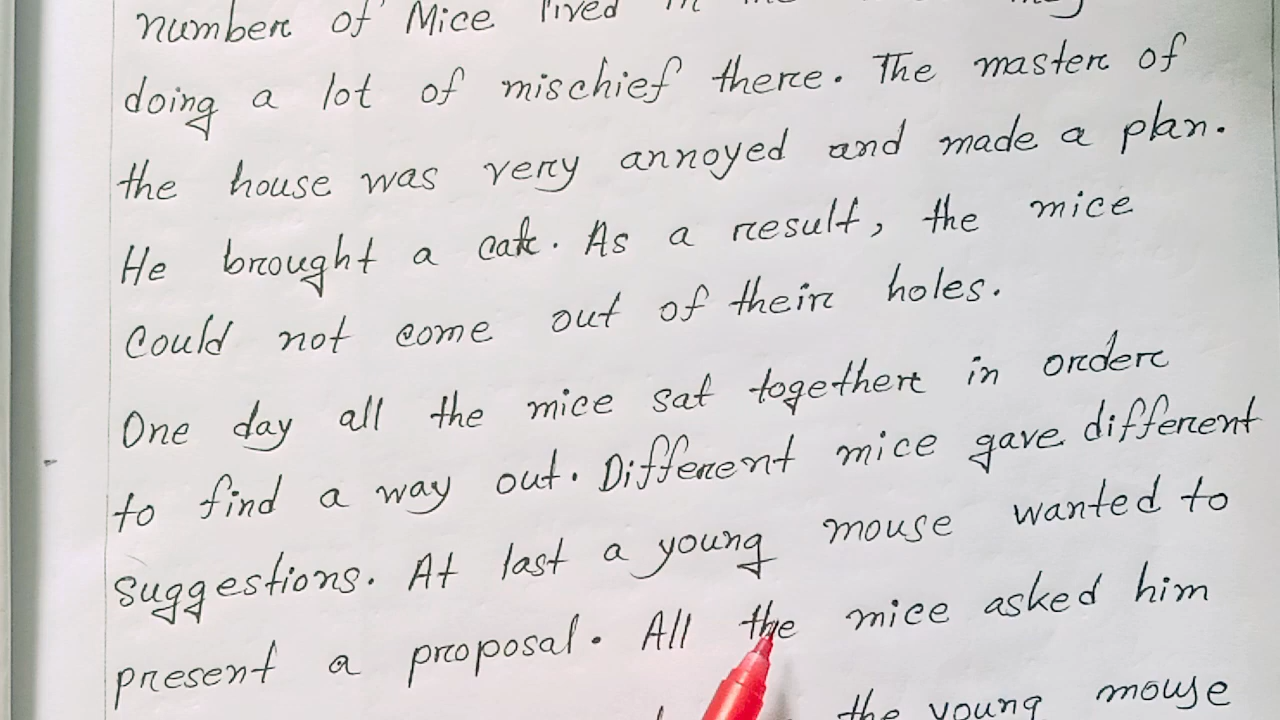 number of Mice lived in the
doing a lot of mischief there. The master of
the house was very annoyed and made a plan.
He brought a cat. As a result, the mice
Could not come out of their holes.
One day all the mice sat together in order
to find a way out. Different mice gave different
suggestions. At last a young mouse wanted to
present a proposal. All the mice asked him
the young mouse